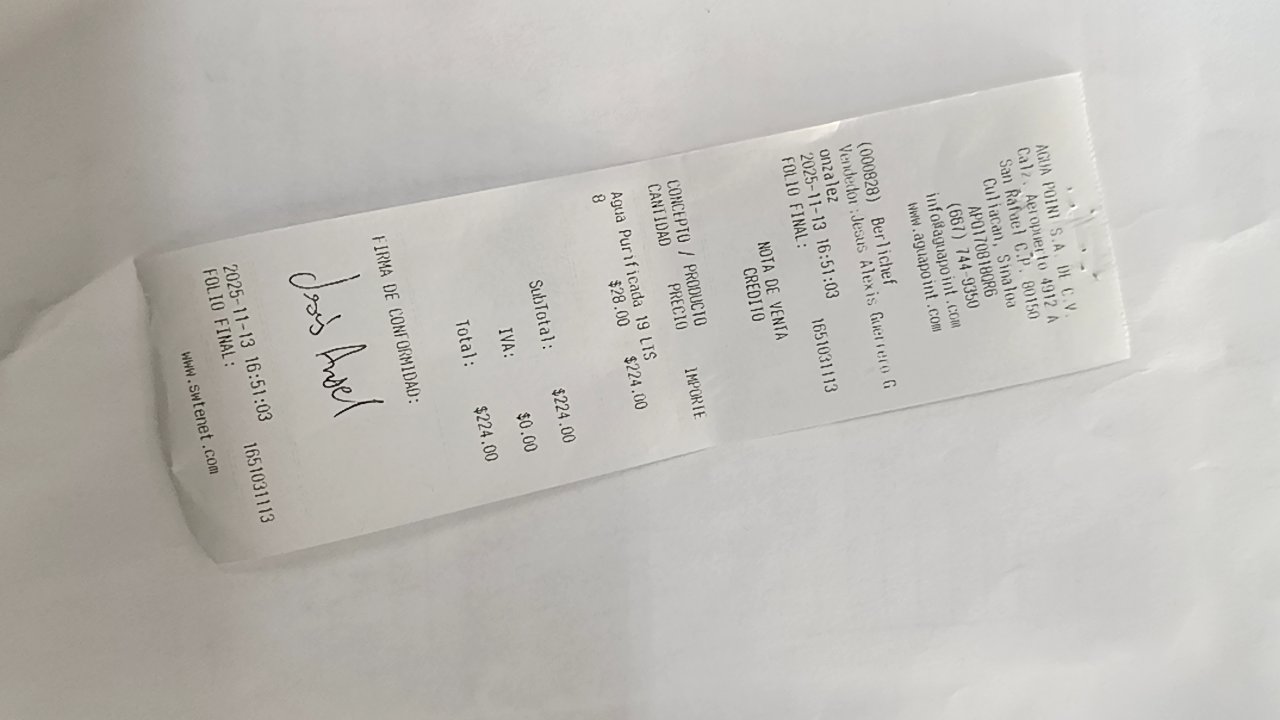 AGUA POINT S.A. DE C.V.
Calz. Aeropuerto 4912 A
San Rafael C.P. 80150
Culiacan, Sinaloa
APO170818QR6
(667) 744-9350
info@aguapoint.com
www.aguapoint.com
(000828) Berlichef
Vendedor:Jesus Alexis Guerrero G
onzalez
2025-11-13 16:51:03
FOLIO FINAL: 1651031113
NOTA DE VENTA
CREDITO
CONCEPTO / PRODUCTO
CANTIDAD PRECIO IMPORTE
Agua Purificada 19 LTS
8 $28.00 $224.00
SubTotal: $224.00
IVA: $0.00
Total: $224.00
FIRMA DE CONFORMIDAD:
José Angel
2025-11-13 16:51:03
FOLIO FINAL: 1651031113
www.swtenet.com